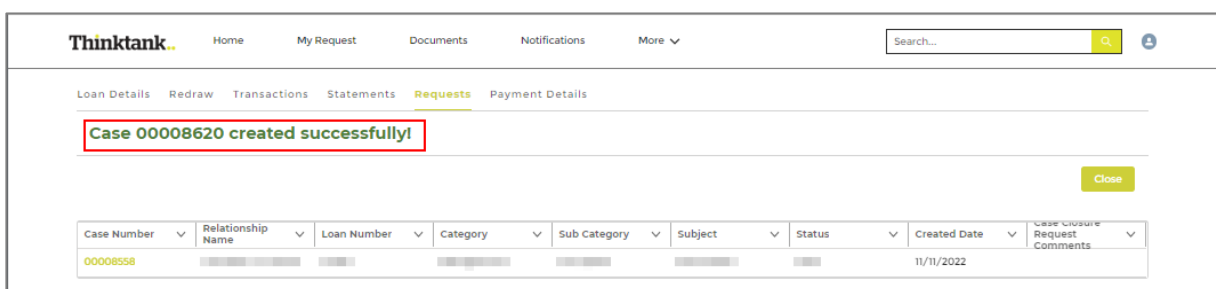 Thinktank.. Home My Request Documents Notifications More Search...
Loan Details Redraw Transactions Statements Requests Payment Details
Case 00008620 created successfully!
Close
Case Number Relationship Name Loan Number Category Sub Category Subject Status Created Date Case Closure Request Comments
00008558 11/11/2022